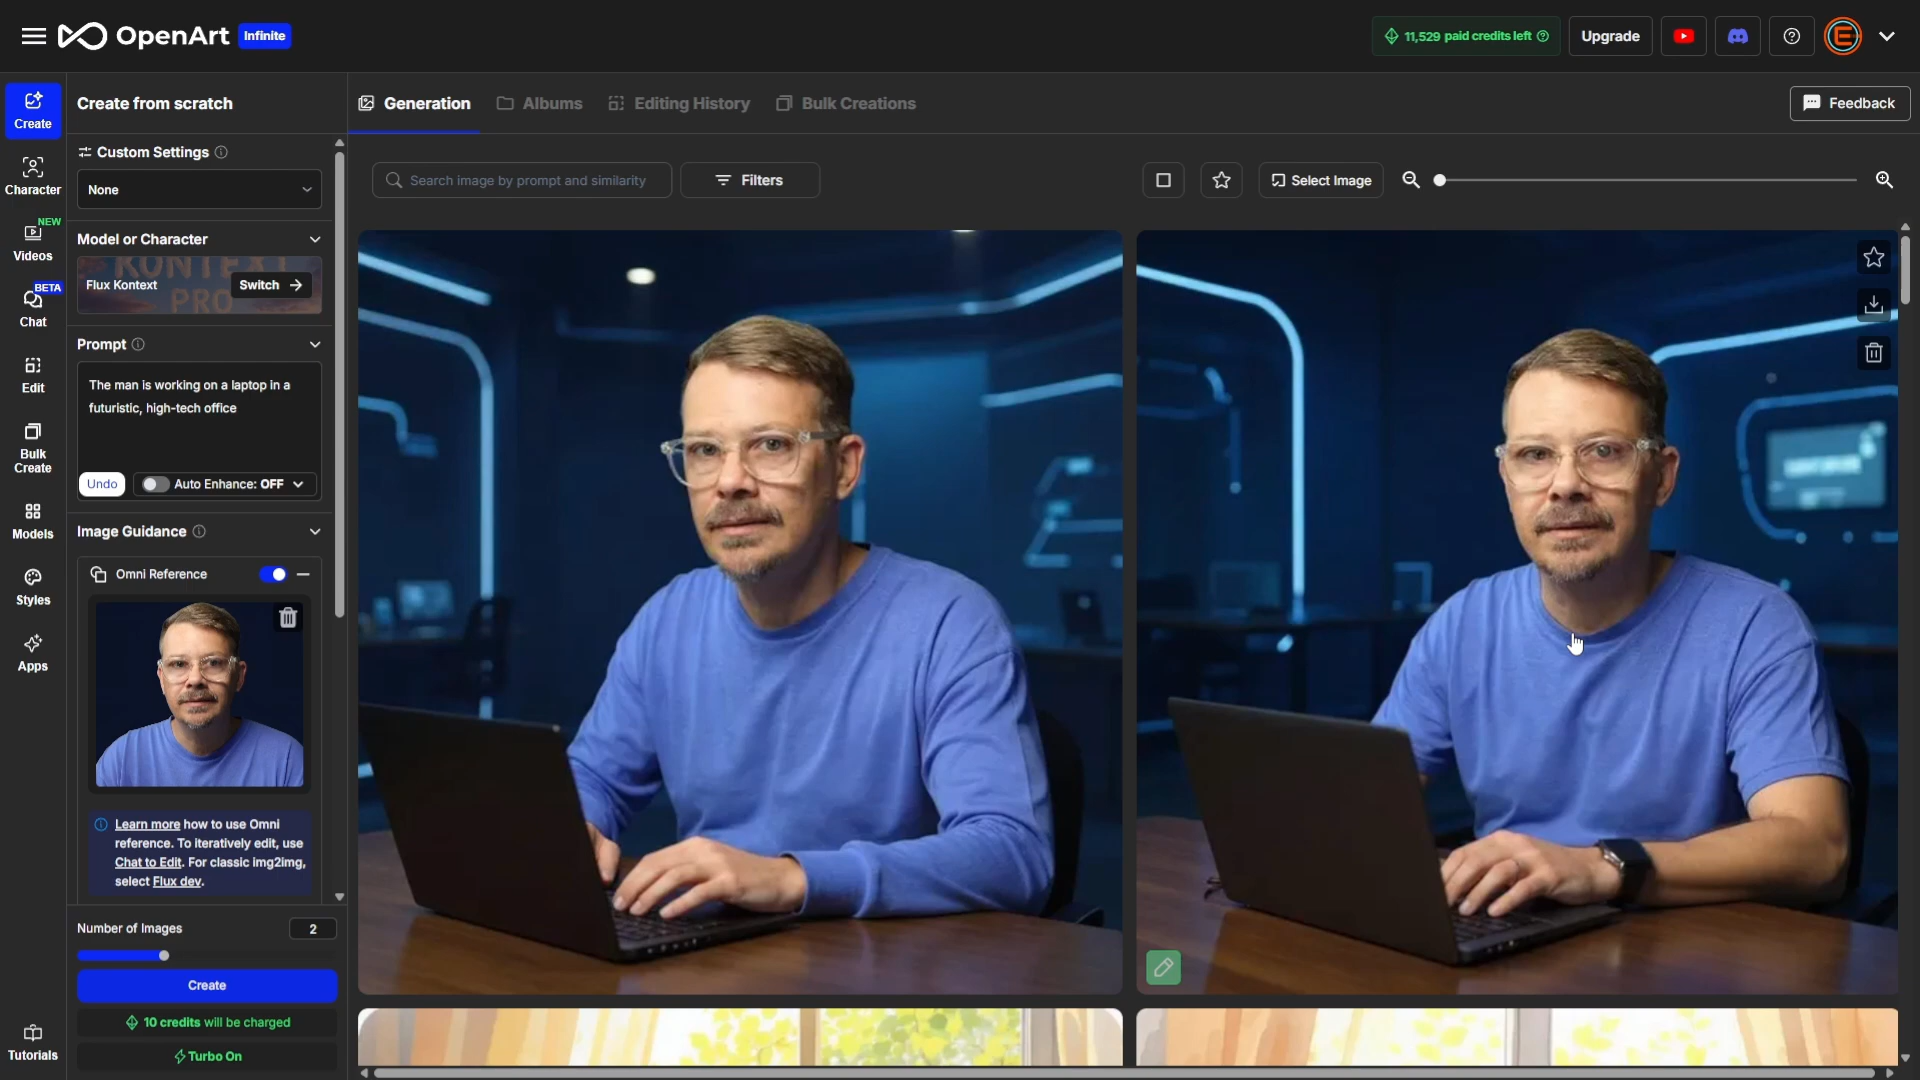 OpenArt Infinite
11,529 paid credits left
Upgrade
Create
Character
NEW
Videos
BETA
Chat
Edit
Bulk
Create
Models
Styles
Apps
Tutorials
Create from scratch
Custom Settings
None
Model or Character
KONTEXT
PRO
Flux Kontext
Switch
Prompt
The man is working on a laptop in a
futuristic, high-tech office
Undo
Auto Enhance: OFF
Image Guidance
Omni Reference
Learn more how to use Omni
reference. To iteratively edit, use
Chat to Edit. For classic img2img,
select Flux dev.
Number of Images
2
Create
10 credits will be charged
Turbo On
Generation
Albums
Editing History
Bulk Creations
Feedback
Search image by prompt and similarity
Filters
Select Image